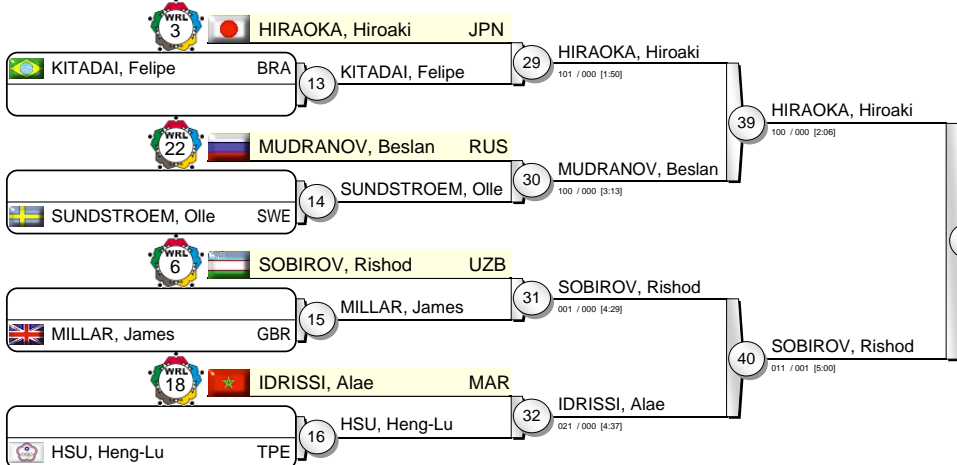 WRL
3
HIRAOKA, Hiroaki JPN
KITADAI, Felipe BRA
13
KITADAI, Felipe
29
HIRAOKA, Hiroaki
101 / 000 [1:50]
WRL
22
MUDRANOV, Beslan RUS
SUNDSTROEM, Olle SWE
14
SUNDSTROEM, Olle
30
MUDRANOV, Beslan
100 / 000 [3:13]
39
HIRAOKA, Hiroaki
100 / 000 [2:06]
WRL
6
SOBIROV, Rishod UZB
MILLAR, James GBR
15
MILLAR, James
31
SOBIROV, Rishod
001 / 000 [4:29]
WRL
18
IDRISSI, Alae MAR
HSU, Heng-Lu TPE
16
HSU, Heng-Lu
32
IDRISSI, Alae
021 / 000 [4:37]
40
SOBIROV, Rishod
011 / 001 [5:00]